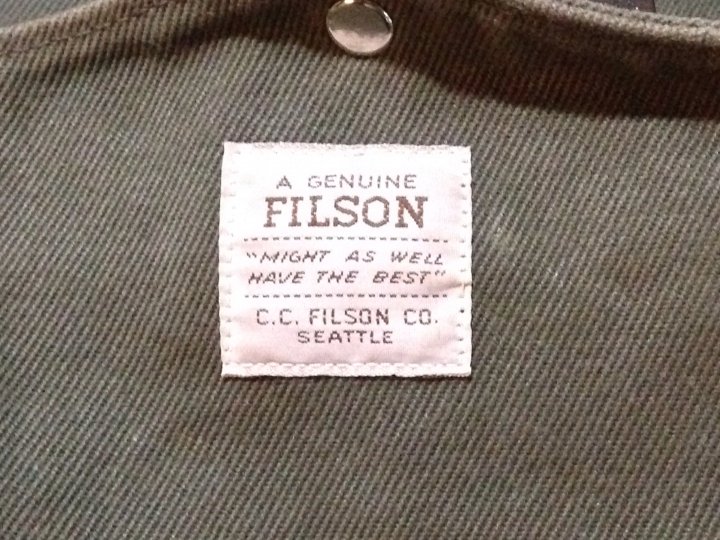 A GENUINE
FILSON
"MIGHT AS WELL
HAVE THE BEST"
C.C. FILSON CO.
SEATTLE